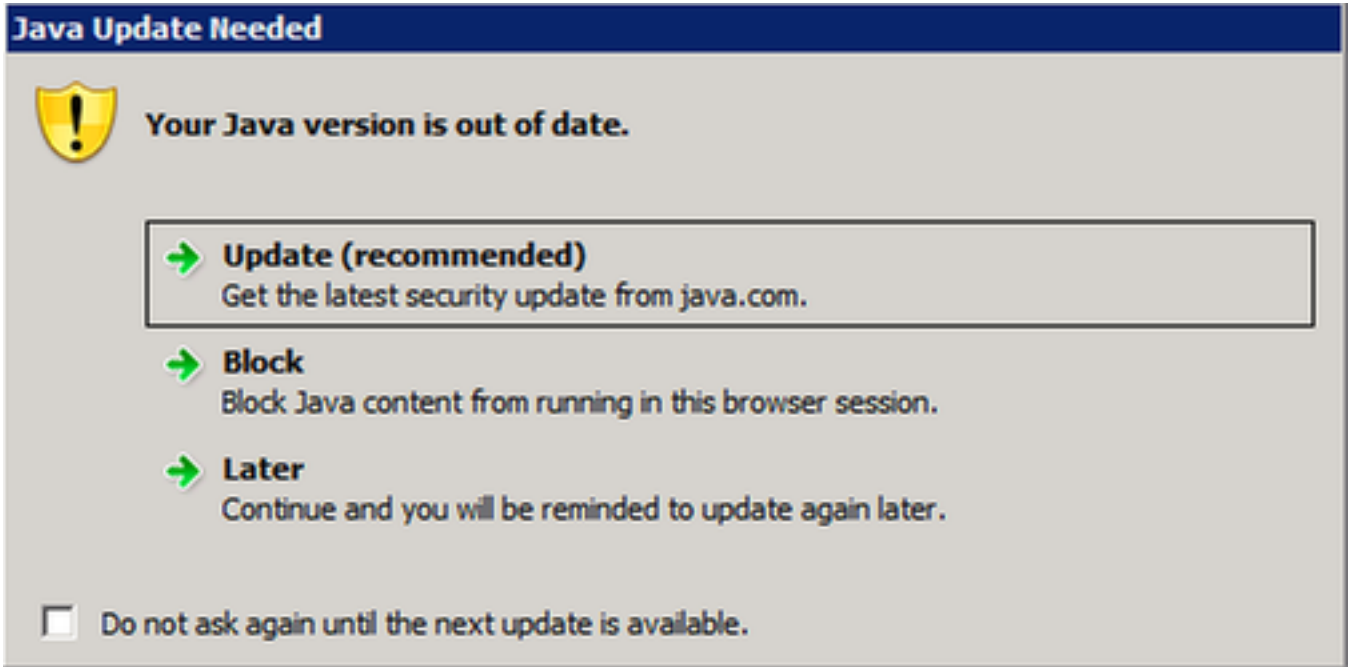 Java Update Needed
Your Java version is out of date.
Update (recommended)
Get the latest security update from java.com.
Block
Block Java content from running in this browser session.
Later
Continue and you will be reminded to update again later.
Do not ask again until the next update is available.